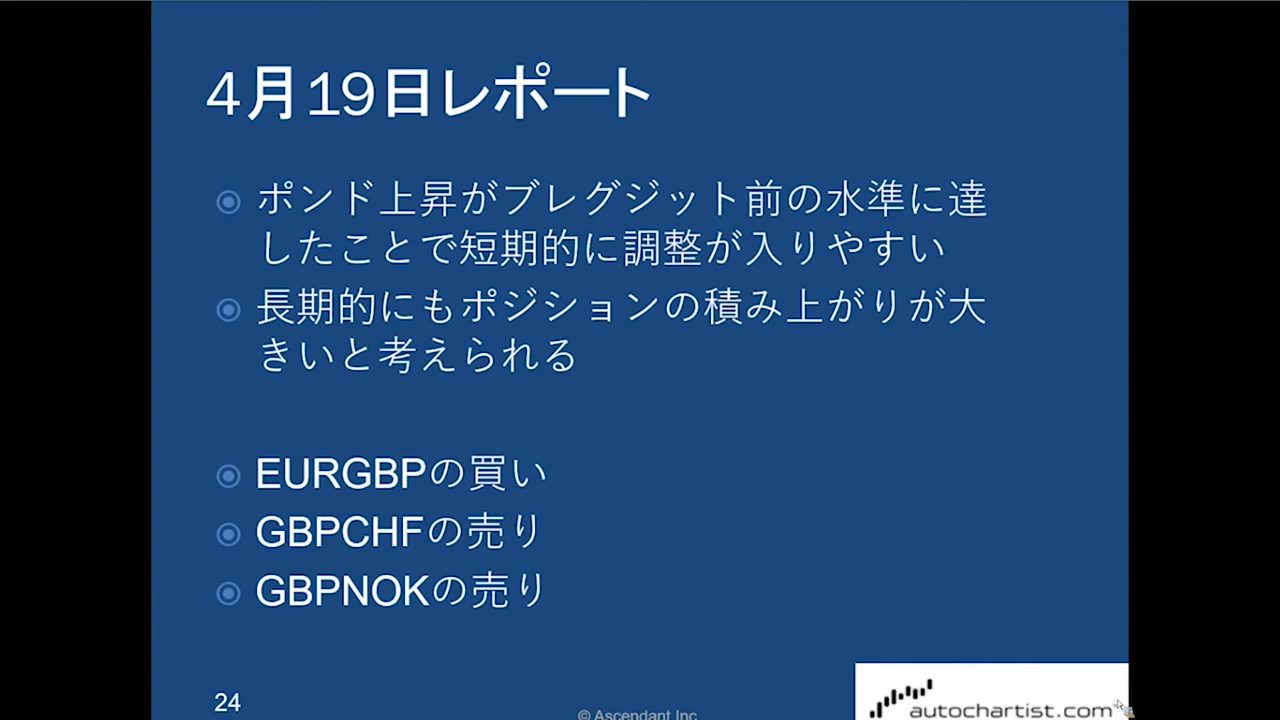 4月19日レポート
ポンド上昇がブレグジット前の水準に達
したことで短期的に調整が入りやすい
長期的にもポジションの積み上がりが大
きいと考えられる
EURGBPの買い
GBPCHFの売り
GBPNOKの売り
24
© Ascendant Inc
autochartist.com